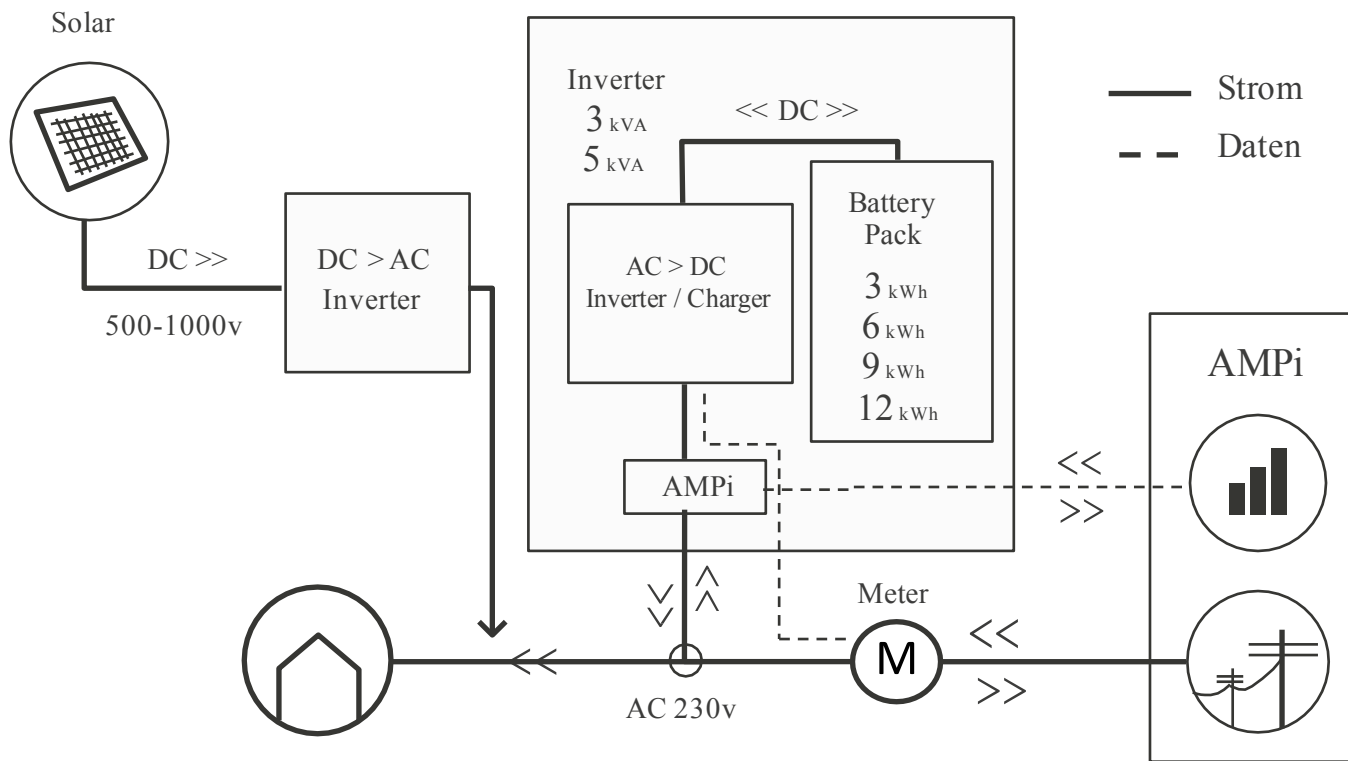 Solar
DC >>
500-1000v
DC > AC
Inverter
Inverter
3 kVA
5 kVA
<< DC >>
AC > DC
Inverter / Charger
Battery
Pack
3 kWh
6 kWh
9 kWh
12 kWh
AMPi
Strom
Daten
AMPi
<<
>>
Meter
M
<<
>>
<<
AC 230v